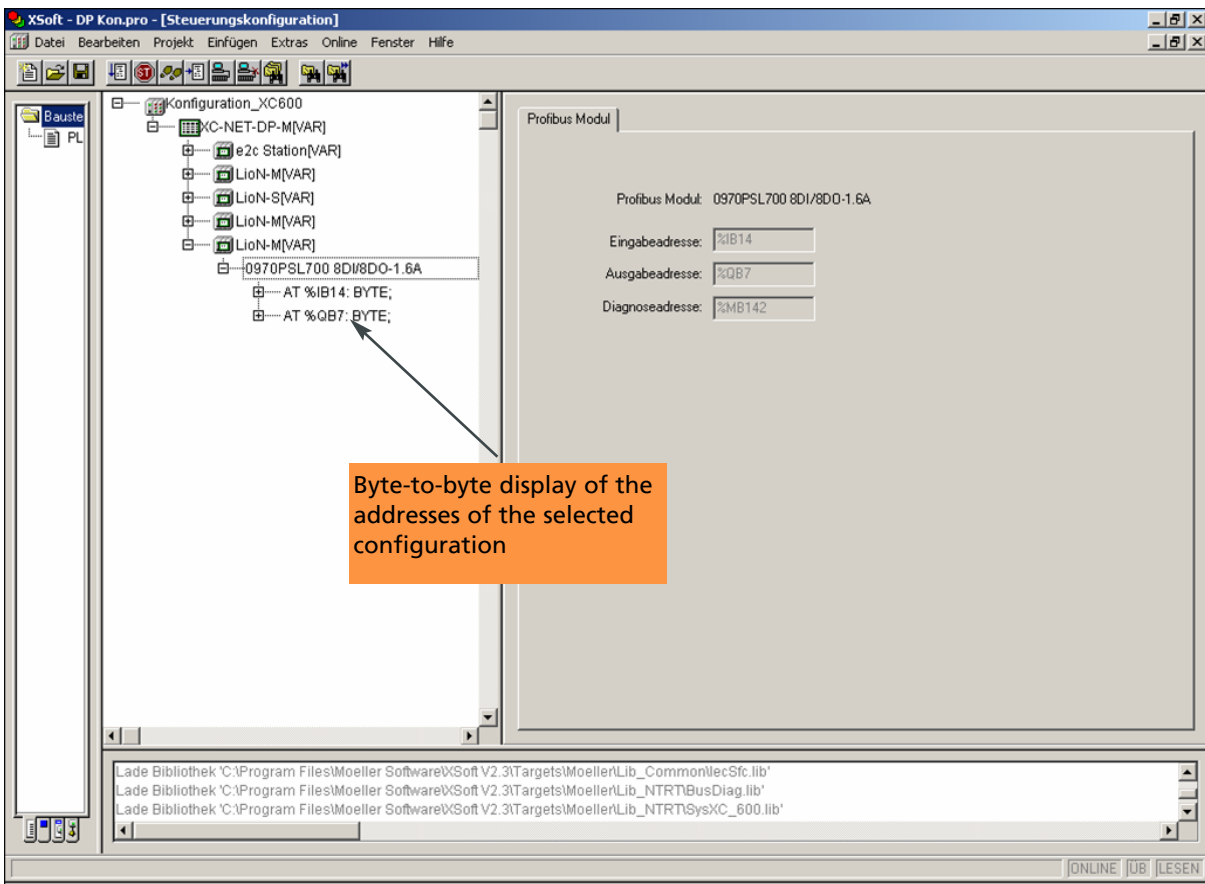 XSoft - DP Kon.pro - [Steuerungskonfiguration]
Datei Bearbeiten Projekt Einfügen Extras Online Fenster Hilfe
Bauste
PL
Konfiguration_XC600
XC-NET-DP-M[VAR]
e2c Station[VAR]
LioN-M[VAR]
LioN-S[VAR]
LioN-M[VAR]
LioN-M[VAR]
0970PSL700 8DI/8DO-1.6A
AT %IB14: BYTE;
AT %QB7: BYTE;
Byte-to-byte display of the
addresses of the selected
configuration
Profibus Modul
Profibus Modul: 0970PSL700 8DI/8DO-1.6A
Eingabeadresse: %IB14
Ausgabeadresse: %QB7
Diagnoseadresse: %MB142
Lade Bibliothek 'C:\Program Files\Moeller Software\XSoft V2.3\Targets\Moeller\Lib_Common\IecSfc.lib'
Lade Bibliothek 'C:\Program Files\Moeller Software\XSoft V2.3\Targets\Moeller\Lib_NTRT\BusDiag.lib'
Lade Bibliothek 'C:\Program Files\Moeller Software\XSoft V2.3\Targets\Moeller\Lib_NTRT\SysXC_600.lib'
ONLINE ÜB LESEN